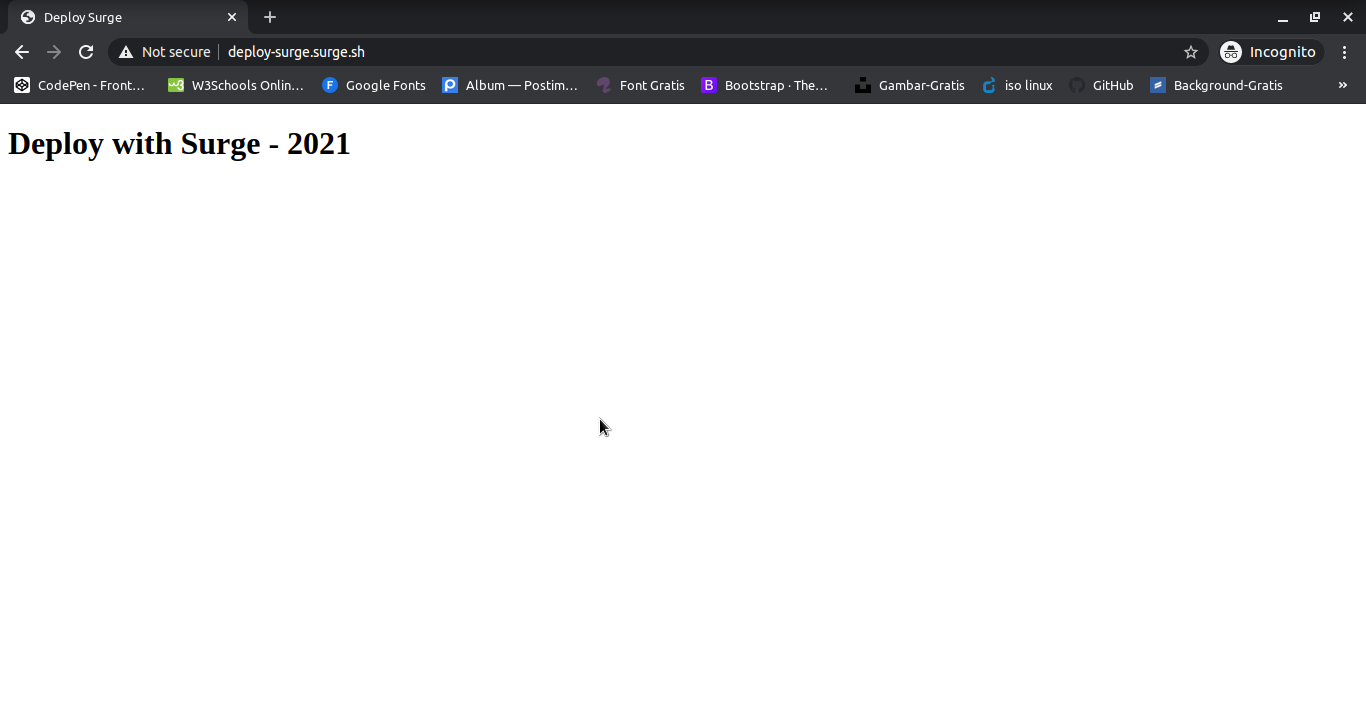 Deploy Surge
Not secure deploy-surge.surge.sh Incognito
CodePen - Front... W3Schools Onlin... F Google Fonts P Album — Postim... Font Gratis B Bootstrap · The... Gambar-Gratis iso linux GitHub Background-Gratis »
Deploy with Surge - 2021